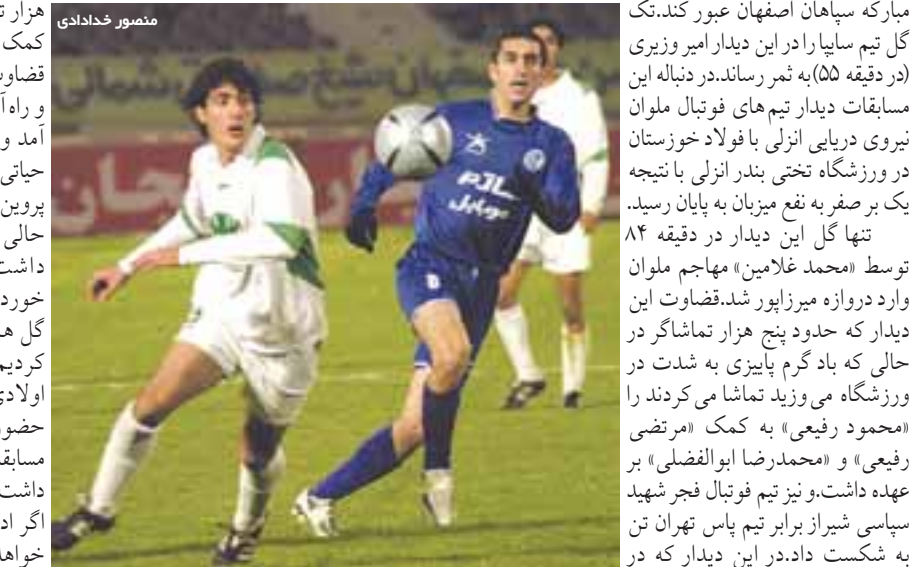 مبارکه سپاهان اصفهان عبور کند.تک
گل تیم سایپا را در این دیدار امیر وزیری
(در دقیقه ۵۵)به ثمر رساند.در دنباله این
مسابقات دیدار تیم های فوتبال ملوان
نیروی دریایی انزلی با فولاد خوزستان
در ورزشگاه تختی بندر انزلی با نتیجه
یک بر صفر به نفع میزبان به پایان رسید.
تنها گل این دیدار در دقیقه ۸۴
توسط «محمد غلامین» مهاجم ملوان
وارد دروازه میرزاپور شد.قضاوت این
دیدار که حدود پنج هزار تماشاگر در
حالی که باد گرم پاییزی به شدت در
ورزشگاه می وزید تماشا می کردند را
«محمود رفیعی» به کمک «مرتضی
رفیعی» و «محمدرضا ابوالفضلی» بر
عهده داشت.و نیز تیم فوتبال فجر شهید
سپاسی شیراز برابر تیم پاس تهران تن
به شکست داد.در این دیدار که در
منصور خدادادی
موبایل
کمک
و راه
آمد و
حیاتی
پروین
حالی
داشت
خورد
گل
کردیم
داشت
اگر